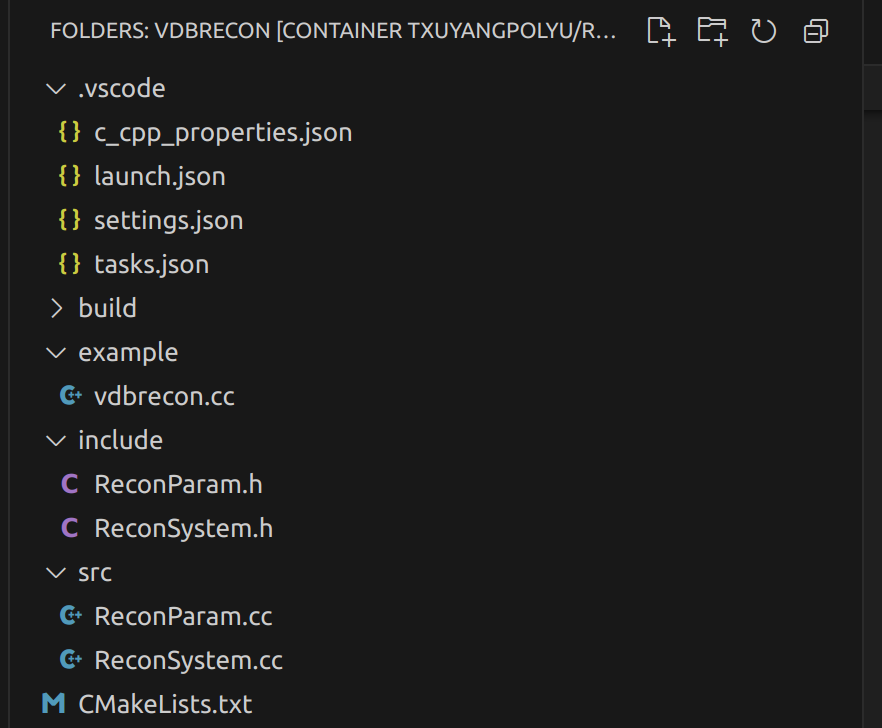 FOLDERS: VDBRECON [CONTAINER TXUYANGPOLYU/R...
.vscode
{} c_cpp_properties.json
{} launch.json
{} settings.json
{} tasks.json
build
example
C++ vdbrecon.cc
include
C ReconParam.h
C ReconSystem.h
src
C++ ReconParam.cc
C++ ReconSystem.cc
M CMakeLists.txt